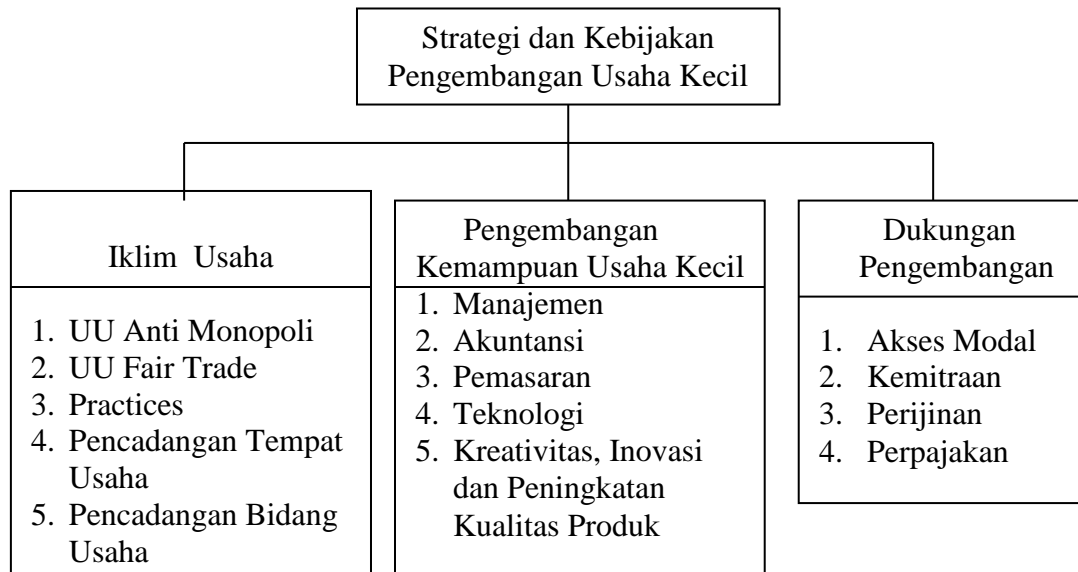 Strategi dan Kebijakan
Pengembangan Usaha Kecil
Iklim Usaha
1. UU Anti Monopoli
2. UU Fair Trade
3. Practices
4. Pencadangan Tempat
Usaha
5. Pencadangan Bidang
Usaha
Pengembangan
Kemampuan Usaha Kecil
1. Manajemen
2. Akuntansi
3. Pemasaran
4. Teknologi
5. Kreativitas, Inovasi
dan Peningkatan
Kualitas Produk
Dukungan
Pengembangan
1. Akses Modal
2. Kemitraan
3. Perijinan
4. Perpajakan